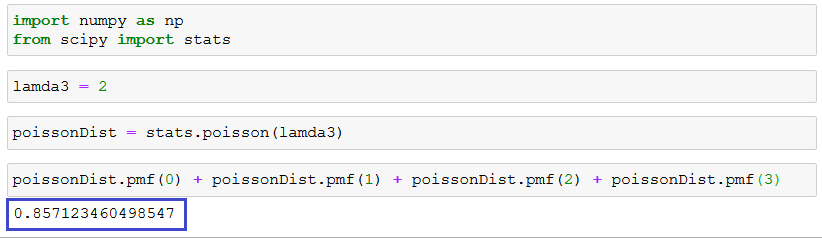 import numpy as np
from scipy import stats
lamda3 = 2
poissonDist = stats.poisson(lamda3)
poissonDist.pmf(0) + poissonDist.pmf(1) + poissonDist.pmf(2) + poissonDist.pmf(3)
0.857123460498547